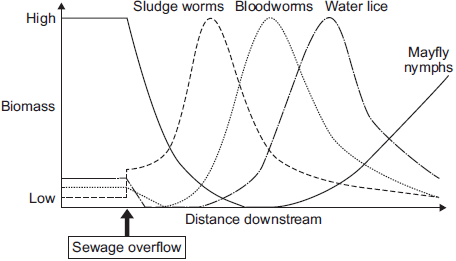 High
Sludge worms
Bloodworms
Water lice
Mayfly
nymphs
Biomass
Low
Distance downstream
Sewage overflow